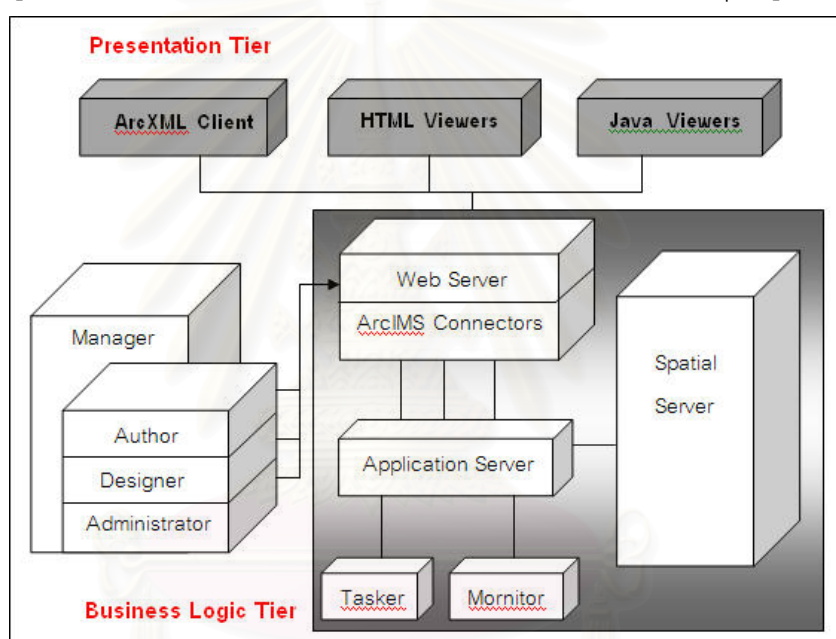 Presentation Tier
ArcXML Client
HTML Viewers
Java Viewers
Web Server
ArcIMS Connectors
Manager
Author
Designer
Administrator
Spatial
Server
Application Server
Tasker
Mornitor
Business Logic Tier